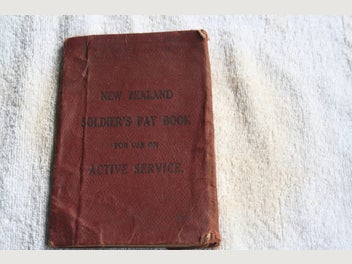 NEW ZEALAND
SOLDIER'S PAY BOOK
FOR USE ON
ACTIVE SERVICE.